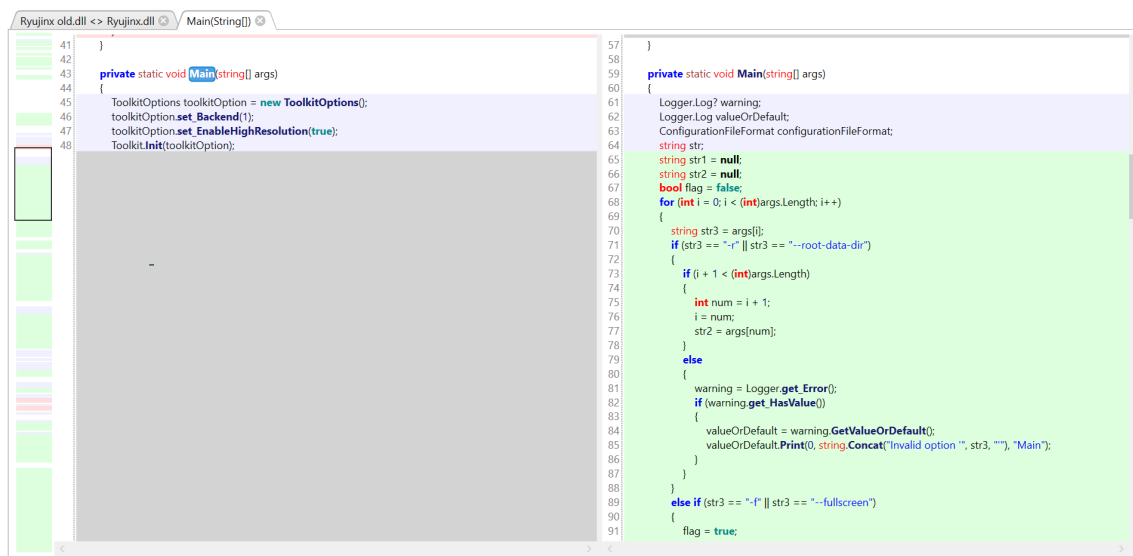 Ryujinx old.dll <> Ryujinx.dll Main(String[])
41 }
42
43 private static void Main(string[] args)
44 {
45 ToolkitOptions toolkitOption = new ToolkitOptions();
46 toolkitOption.set_Backend(1);
47 toolkitOption.set_EnableHighResolution(true);
48 Toolkit.Init(toolkitOption);
57 }
58
59 private static void Main(string[] args)
60 {
61 Logger.Log? warning;
62 Logger.Log valueOrDefault;
63 ConfigurationFileFormat configurationFileFormat;
64 string str;
65 string str1 = null;
66 string str2 = null;
67 bool flag = false;
68 for (int i = 0; i < (int)args.Length; i++)
69 {
70 string str3 = args[i];
71 if (str3 == "-r" || str3 == "--root-data-dir")
72 {
73 if (i + 1 < (int)args.Length)
74 {
75 int num = i + 1;
76 i = num;
77 str2 = args[num];
78 }
79 else
80 {
81 warning = Logger.get_Error();
82 if (warning.get_HasValue())
83 {
84 valueOrDefault = warning.GetValueOrDefault();
85 valueOrDefault.Print(0, string.Concat("Invalid option '", str3, "'"), "Main");
86 }
87 }
88 }
89 else if (str3 == "-f" || str3 == "--fullscreen")
90 {
91 flag = true;